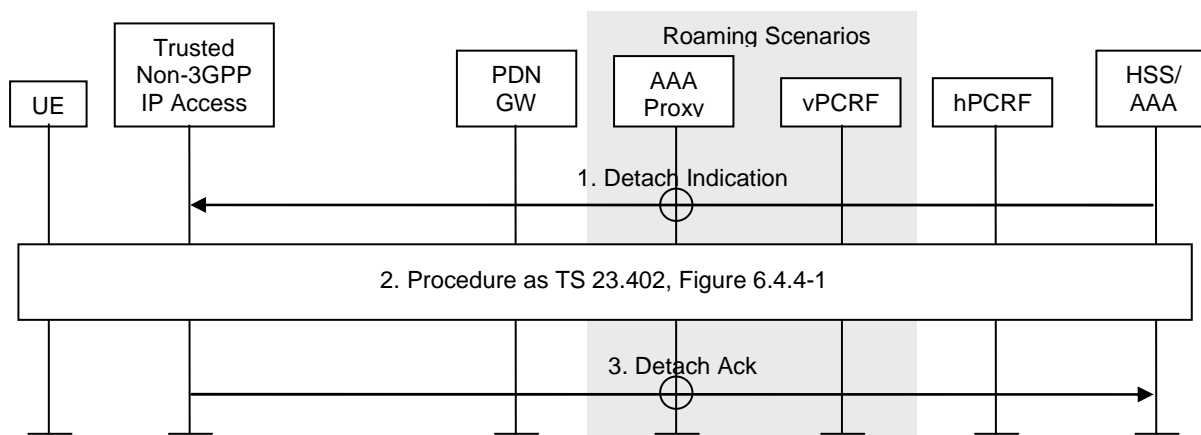 Roaming Scenarios
UE
Trusted
Non-3GPP
IP Access
PDN
GW
AAA
Proxy
vPCRF
hPCRF
HSS/
AAA
1. Detach Indication
2. Procedure as TS 23.402, Figure 6.4.4-1
3. Detach Ack